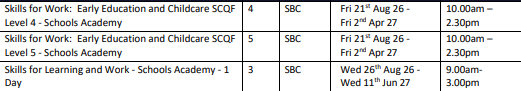 Skills for Work: Early Education and Childcare SCQF Level 4 - Schools Academy 4 SBC Fri 21st Aug 26 - Fri 2nd Apr 27 10.00am – 2.30pm
Skills for Work: Early Education and Childcare SCQF Level 5 - Schools Academy 5 SBC Fri 21st Aug 26 - Fri 2nd Apr 27 10.00am – 2.30pm
Skills for Learning and Work - Schools Academy - 1 Day 3 SBC Wed 26th Aug 26 - Wed 11th Jun 27 9.00am- 3.00pm